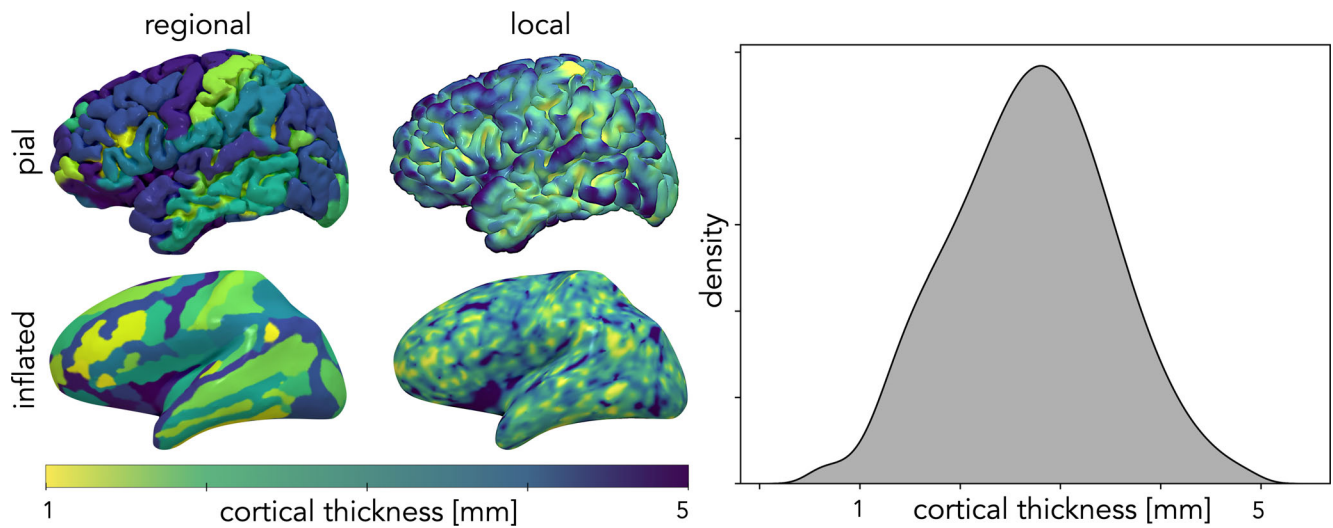 regional
local
pial
inflated
1
cortical thickness [mm]
5
density
1
cortical thickness [mm]
5